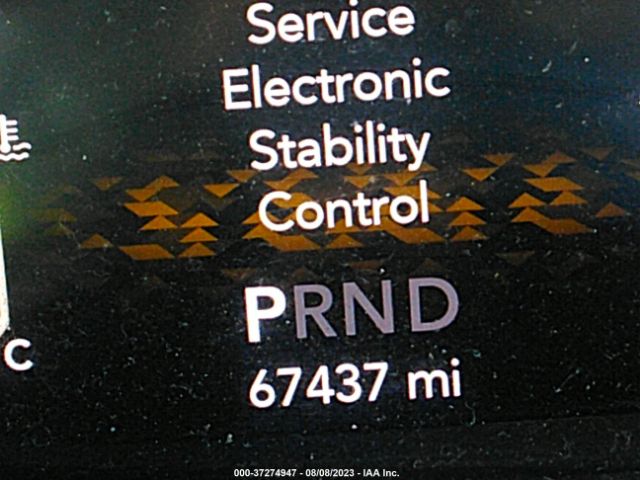 Service
Electronic
Stability
Control
PRND
67437 mi
C
000-37274947 - 08/08/2023 - IAA Inc.